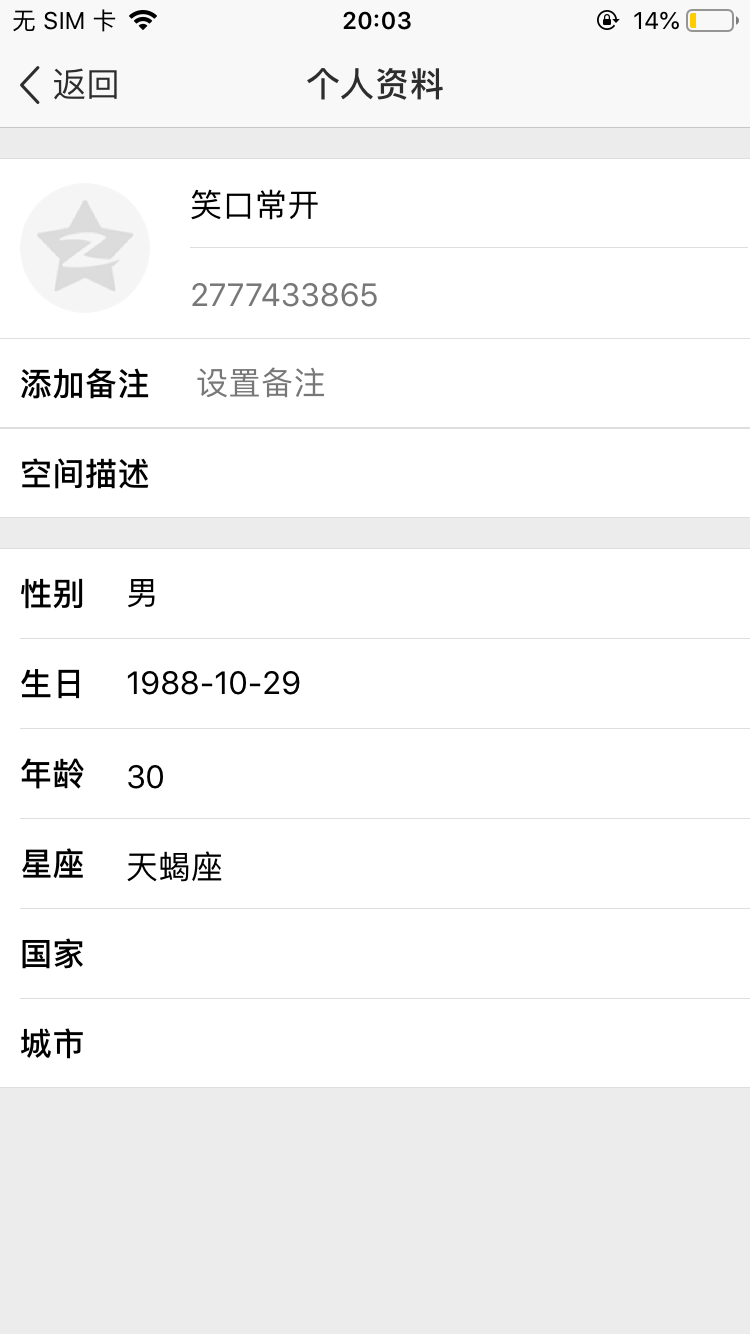 无 SIM 卡 20:03 14%
返回 个人资料
笑口常开
2777433865
添加备注 设置备注
空间描述
性别 男
生日 1988-10-29
年龄 30
星座 天蝎座
国家
城市